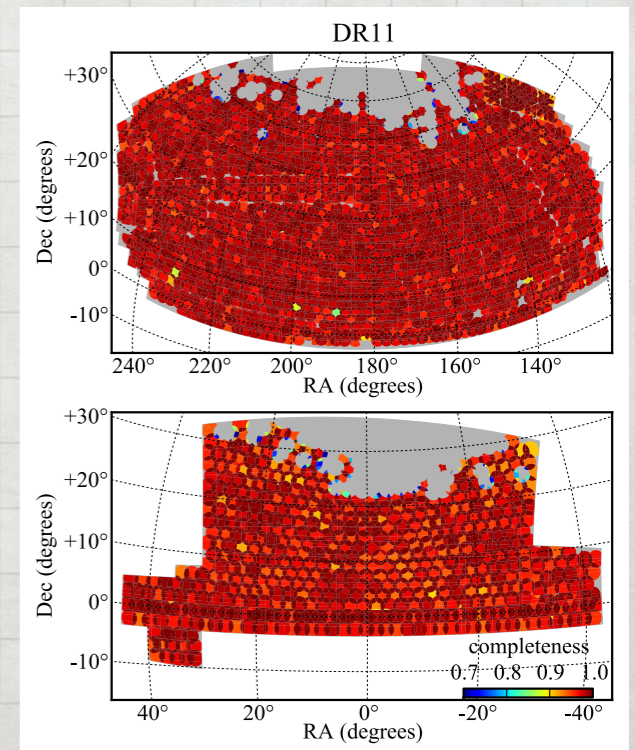 DR11
+30°
+20°
+10°
0°
-10°
Dec (degrees)
240° 220° 200° 180° 160° 140°
RA (degrees)
+30°
+20°
+10°
0°
-10°
Dec (degrees)
completeness
0.7 0.8 0.9 1.0
40° 20° 0° -20° -40°
RA (degrees)